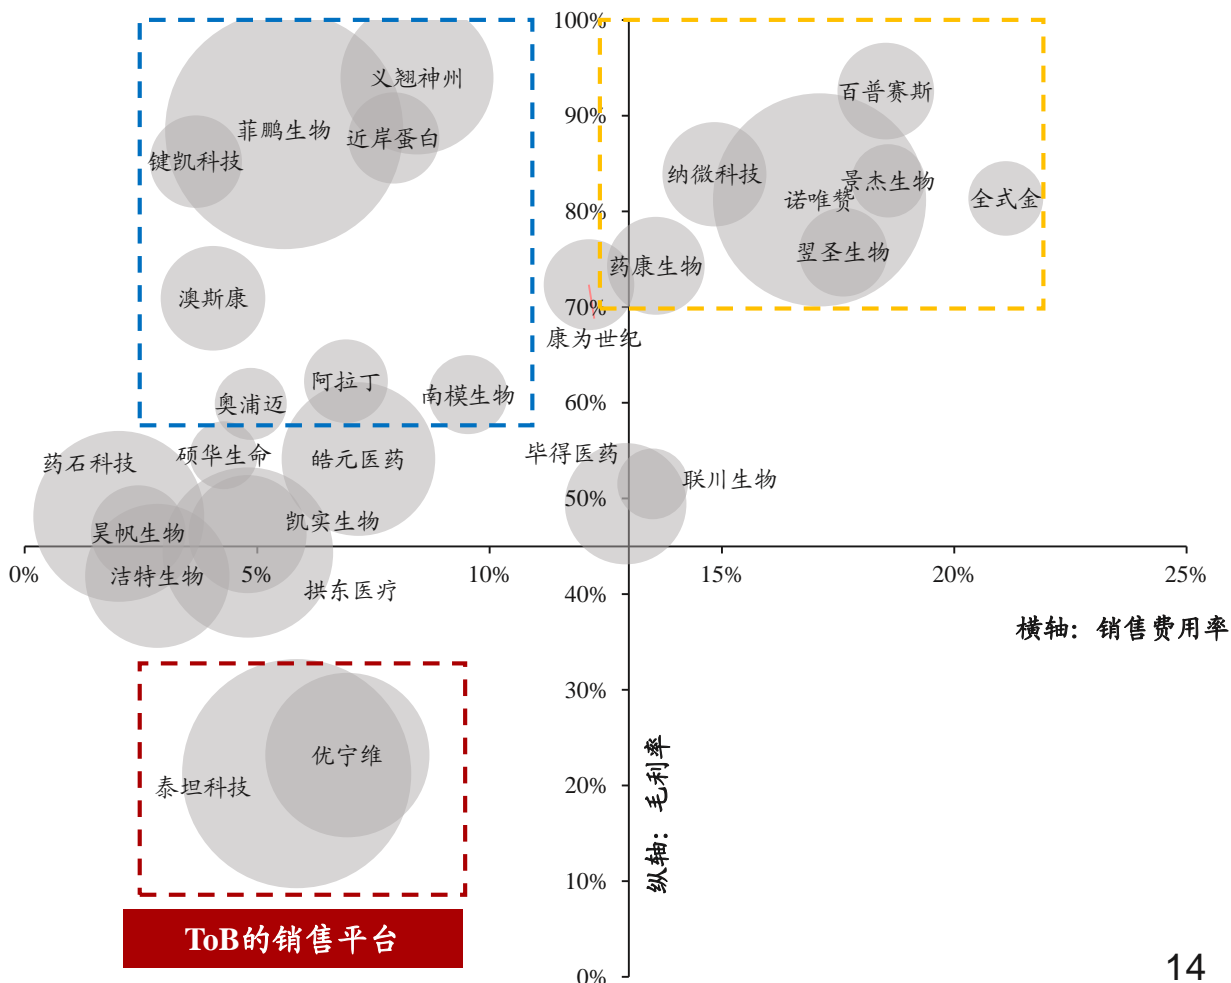 100%
义翘神州
百普赛斯
90%
菲鹏生物
近岸蛋白
键凯科技
纳微科技
景杰生物
诺唯赞
全式金
80%
翌圣生物
药康生物
澳斯康
70%
康为世纪
阿拉丁
南模生物
奥浦迈
60%
药石科技
硕华生命
皓元医药
毕得医药
联川生物
50%
昊帆生物
凯实生物
0%
洁特生物
5%
10%
15%
20%
25%
拱东医疗
40%
横轴：销售费用率
30%
优宁维
泰坦科技
20%
纵轴：毛利率
10%
ToB的销售平台
0%
14